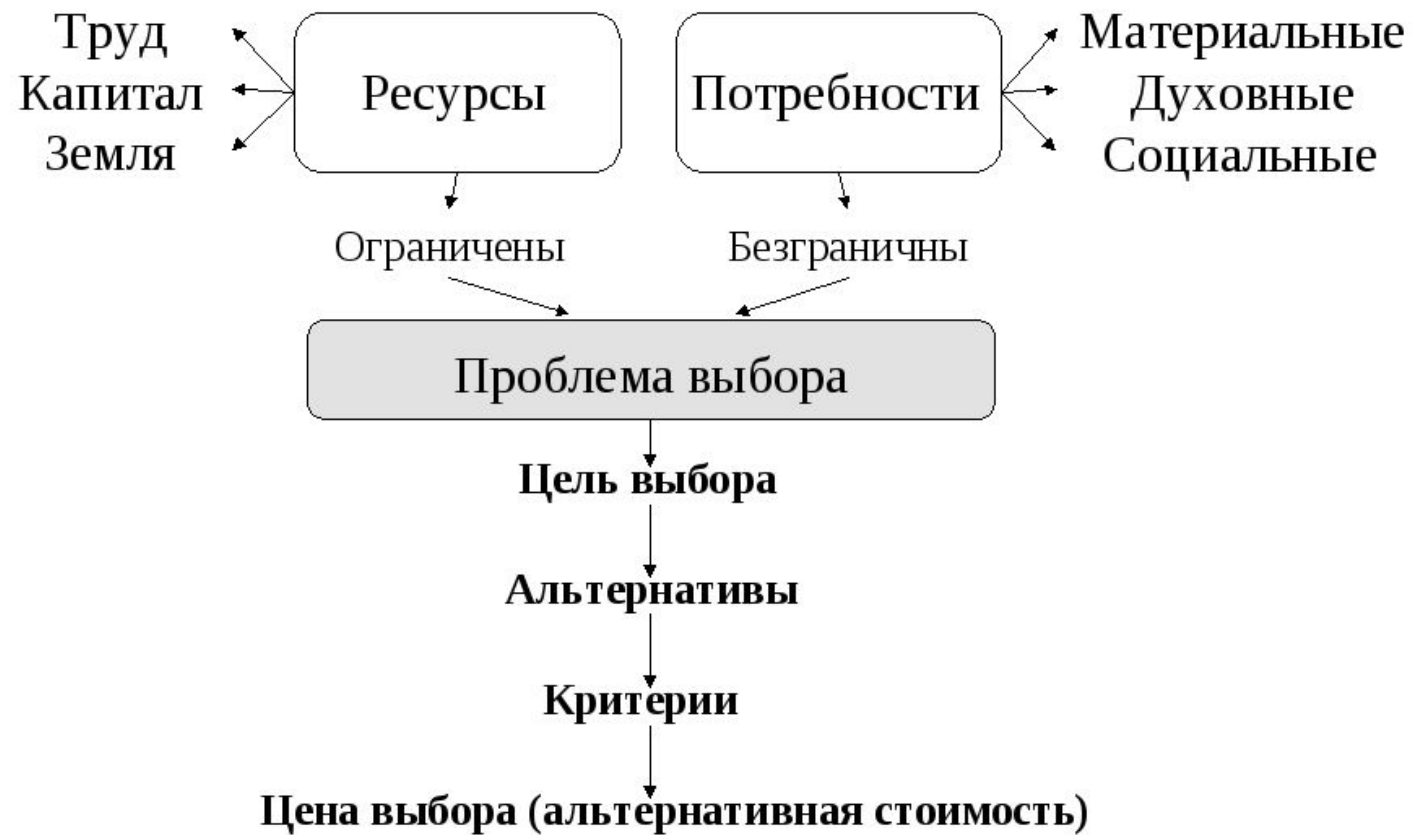 Труд
Капитал
Земля
Ресурсы
Потребности
Материальные
Духовные
Социальные
Ограничены
Безграничны
Проблема выбора
Цель выбора
Альтернативы
Критерии
Цена выбора (альтернативная стоимость)